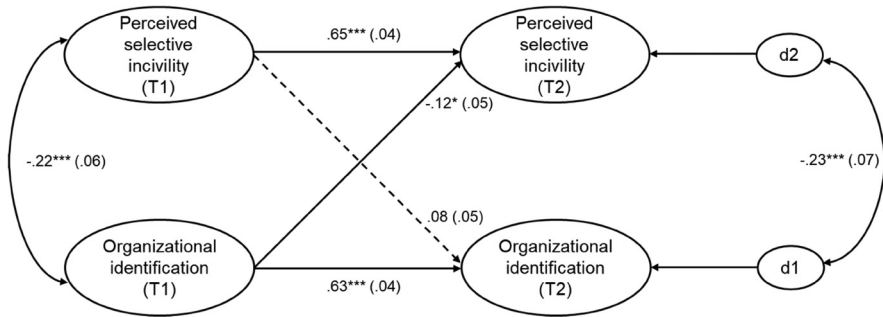 Perceived
selective
incivility
(T1)
.65*** (.04)
Perceived
selective
incivility
(T2)
d2
-.12* (.05)
-.22*** (.06)
-.23*** (.07)
.08 (.05)
Organizational
identification
(T1)
.63*** (.04)
Organizational
identification
(T2)
d1